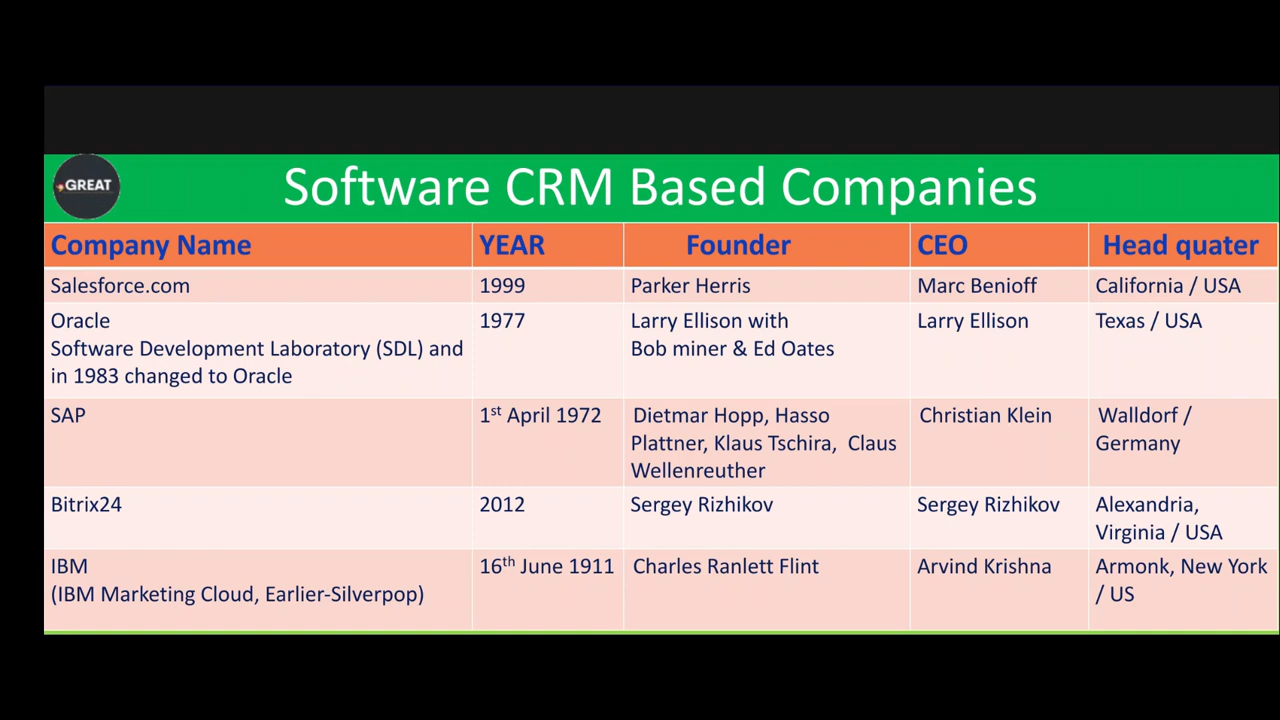 GREAT
Software CRM Based Companies
Company Name YEAR Founder CEO Head quater
Salesforce.com 1999 Parker Herris Marc Benioff California / USA
Oracle 1977 Larry Ellison with Larry Ellison Texas / USA
Software Development Laboratory (SDL) and Bob miner & Ed Oates
in 1983 changed to Oracle
SAP 1st April 1972 Dietmar Hopp, Hasso Christian Klein Walldorf /
Plattner, Klaus Tschira, Claus Germany
Wellenreuther
Bitrix24 2012 Sergey Rizhikov Sergey Rizhikov Alexandria,
Virginia / USA
IBM 16th June 1911 Charles Ranlett Flint Arvind Krishna Armonk, New York
(IBM Marketing Cloud, Earlier-Silverpop) / US